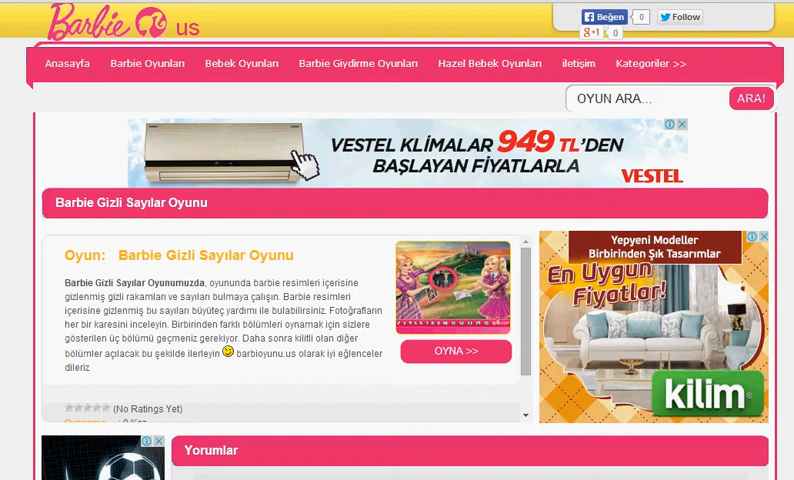 Barbie us
Beğen 0
Follow
g+1 0
Anasayfa Barbie Oyunları Bebek Oyunları Barbie Giydirme Oyunları Hazel Bebek Oyunları iletişim Kategoriler >>
OYUN ARA... ARA!
VESTEL KLİMALAR 949 TL'DEN
BAŞLAYAN FİYATLARLA
VESTEL
Barbie Gizli Sayılar Oyunu
Oyun: Barbie Gizli Sayılar Oyunu
Barbie Gizli Sayılar Oyunumuzda, oyununda barbie resimleri içerisine
gizlenmiş gizli rakamları ve sayıları bulmaya çalışın. Barbie resimleri
içerisine gizlenmiş bu sayıları büyüteç yardımı ile bulabilirsiniz. Fotoğrafların
her bir karesini inceleyin. Birbirinden farklı bölümleri oynamak için sizlere
gösterilen üç bölümü geçmeniz gerekiyor. Daha sonra kilitli olan diğer
bölümler açılacak bu şekilde ilerleyin barbioyunu.us olarak iyi eğlenceler
dileriz
OYNA >>
(No Ratings Yet)
Yepyeni Modeller
Birbirinden Şık Tasarımlar
En Uygun
Fiyatlar!
kilim®
Yorumlar